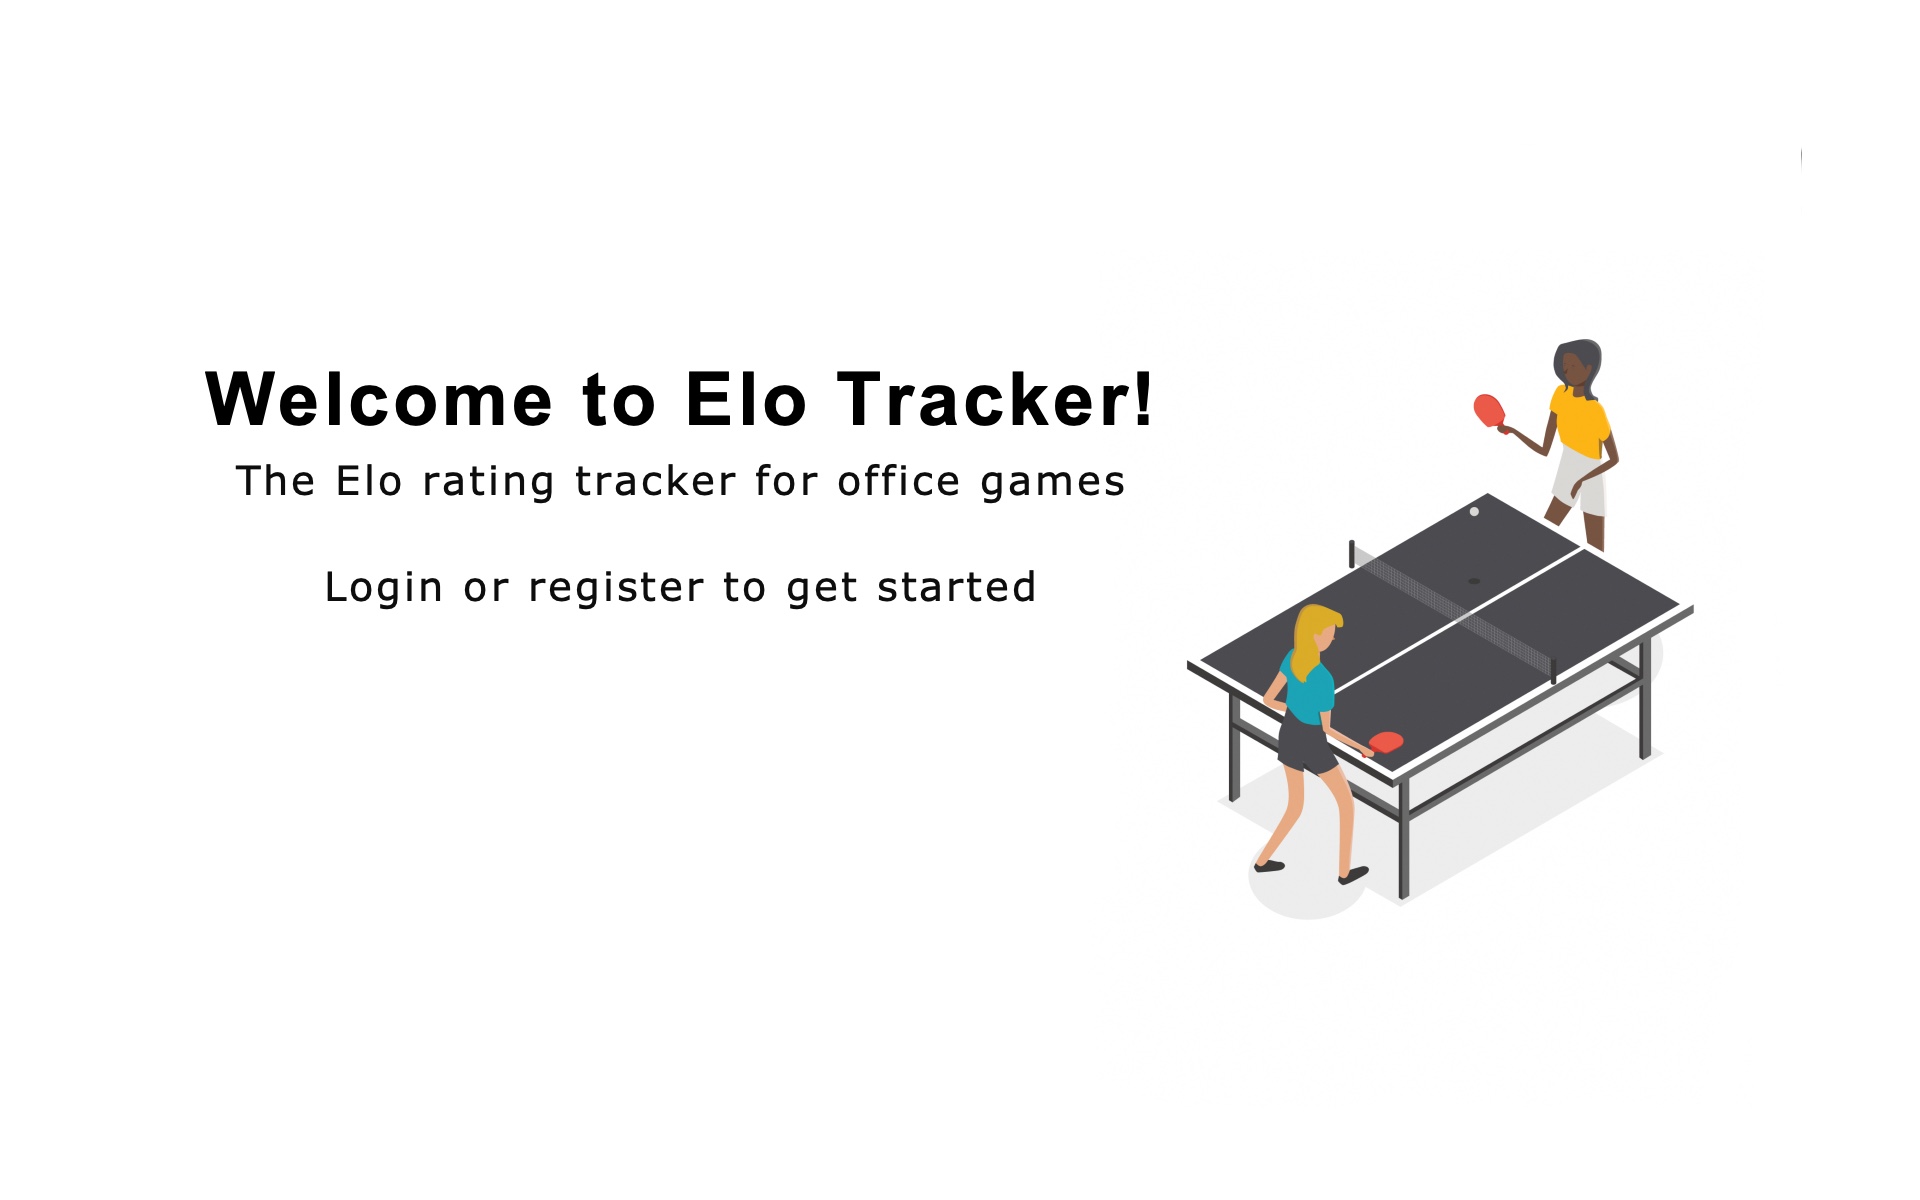 Welcome to Elo Tracker!
The Elo rating tracker for office games
Login or register to get started